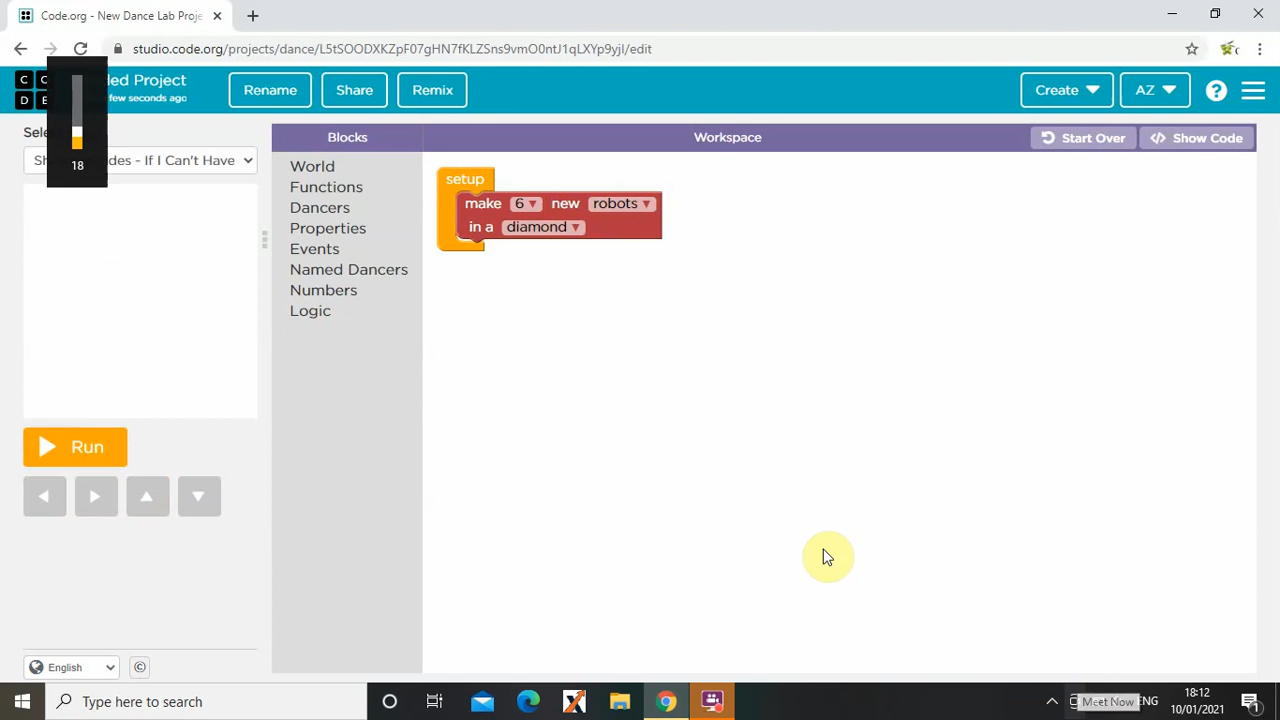 Code.org - New Dance Lab Proj
studio.code.org/projects/dance/L5tSOODXKZpF07gHN7fKLZSns9vmO0ntJ1qLXYp9yjI/edit
C
D
led Project
few seconds ago
Rename
Share
Remix
Create
AZ
?
18
Blocks
Workspace
Start Over
Show Code
If I Can't Have
World
Functions
Dancers
Properties
Events
Named Dancers
Numbers
Logic
setup
make 6 new robots
in a diamond
Run
English
©
Type here to search
Meet Now
ENG
18:12
10/01/2021
1